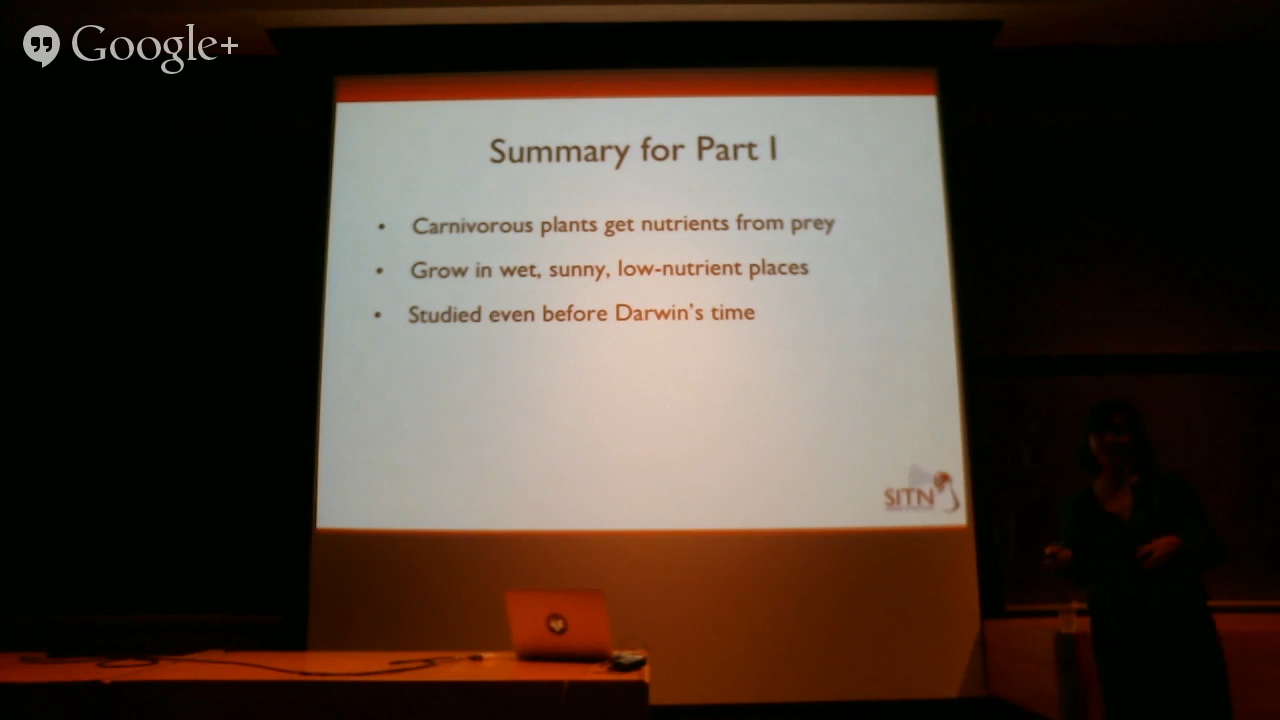 Google+
Summary for Part I
• Carnivorous plants get nutrients from prey
• Grow in wet, sunny, low-nutrient places
• Studied even before Darwin's time
SITN